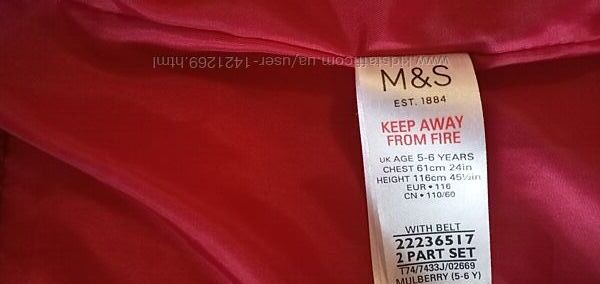 www.kidstaff.com.ua/user-1421269.html
M&S
EST. 1884
KEEP AWAY
FROM FIRE
UK AGE 5-6 YEARS
CHEST 61cm 24in
HEIGHT 116cm 45½in
EUR • 116
CN • 110/60
WITH BELT
22236517
2 PART SET
T74/7433J/02669
MULBERRY (5-6 Y)